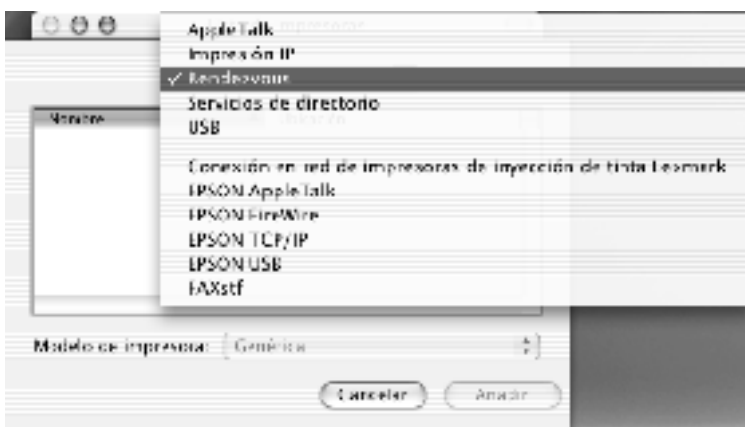 impresoras
AppleTalk
Impresión IP
✓ Rendezvous
Servicios de directorio
USB
Nombre
Conexión en red de impresoras de inyección de tinta Lexmark
EPSON AppleTalk
EPSON FireWire
EPSON TCP/IP
EPSON USB
FAXstf
Modelo de impresora: Genérica
Cancelar Añadir